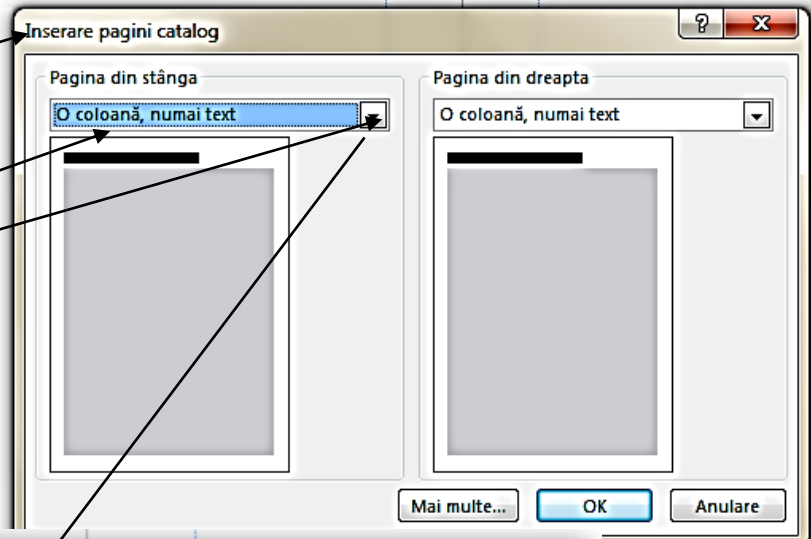 Inserare pagini catalog
?
X
Pagina din stânga
O coloană, numai text
Pagina din dreapta
O coloană, numai text
Mai multe...
OK
Anulare